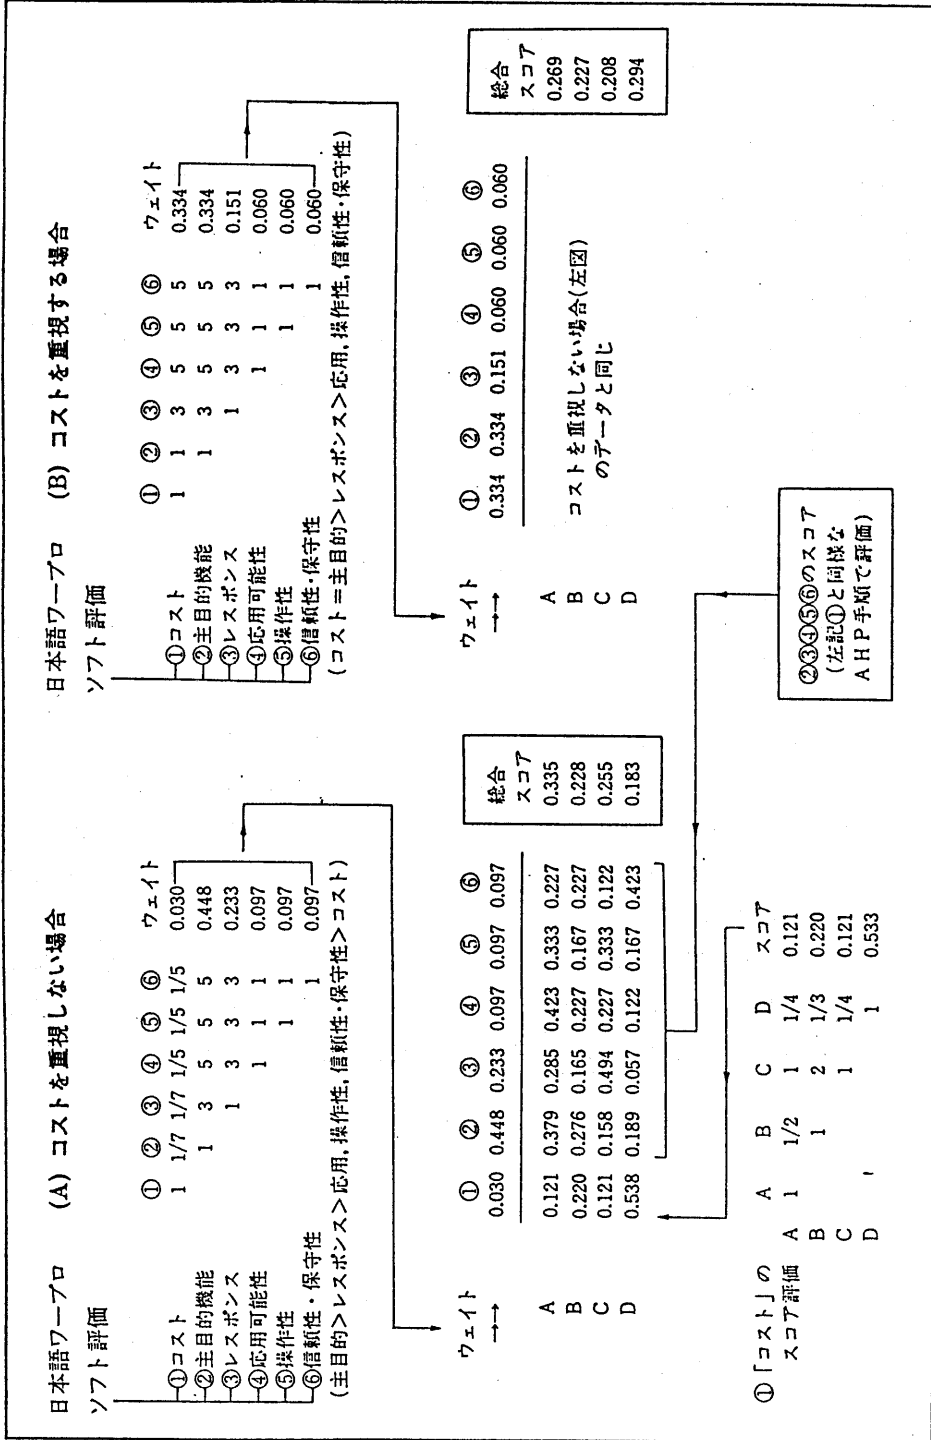 日本語ワープロ (A) コストを重視しない場合
ソフト評価
① ② ③ ④ ⑤ ⑥ ウェイト
①コスト 1 1/7 1/7 1/5 1/5 1/5 0.030
②主目的機能 1 3 5 5 5 0.448
③レスポンス 1 3 3 3 0.233
④応用可能性 1 1 1 0.097
⑤操作性 1 1 0.097
⑥信頼性・保守性 1 0.097
(主目的>レスポンス>応用, 操作性, 信頼性・保守性>コスト)
① ② ③ ④ ⑤ ⑥ 総合
ウェイト 0.030 0.448 0.233 0.097 0.097 0.097 スコア
→→
A 0.121 0.379 0.285 0.423 0.333 0.227 0.335
B 0.220 0.276 0.165 0.227 0.167 0.227 0.228
C 0.121 0.158 0.494 0.227 0.333 0.122 0.255
D 0.538 0.189 0.057 0.122 0.167 0.423 0.183
①「コスト」の A B C D スコア
スコア評価 A 1 1/2 1 1/4 0.121
B 1 2 1/3 0.220
C 1 1/4 0.121
D 1 0.533
日本語ワープロ (B) コストを重視する場合
ソフト評価
① ② ③ ④ ⑤ ⑥ ウェイト
①コスト 1 1 3 5 5 5 0.334
②主目的機能 1 3 5 5 5 0.334
③レスポンス 1 3 3 3 0.151
④応用可能性 1 1 1 0.060
⑤操作性 1 1 0.060
⑥信頼性・保守性 1 0.060
(コスト=主目的>レスポンス>応用, 操作性, 信頼性・保守性)
① ② ③ ④ ⑤ ⑥ 総合
ウェイト 0.334 0.334 0.151 0.060 0.060 0.060 スコア
→→
A 0.269
B コストを重視しない場合(左図) 0.227
C のデータと同じ 0.208
D 0.294
②③④⑤⑥のスコア
(左記①と同様な
AHP手順で評価)